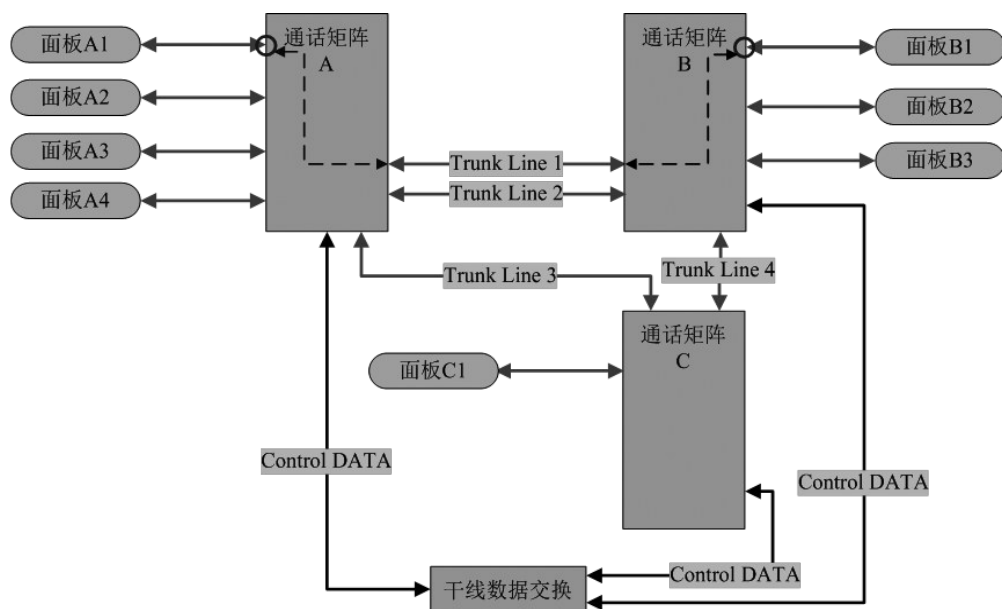 面板A1
通话矩阵
A
通话矩阵
B
面板B1
面板A2
面板B2
面板A3
Trunk Line 1
面板B3
面板A4
Trunk Line 2
Trunk Line 3
Trunk Line 4
通话矩阵
C
面板C1
Control DATA
Control DATA
Control DATA
干线数据交换